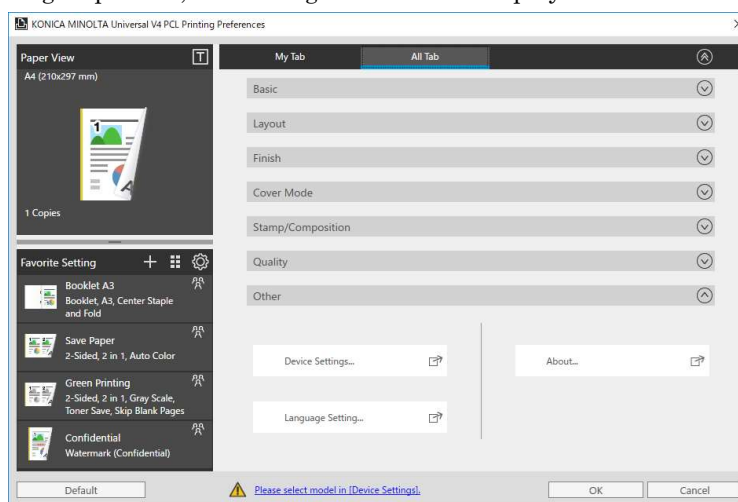 KONICA MINOLTA Universal V4 PCL Printing Preferences
Paper View
T
A4 (210x297 mm)
1
A
1 Copies
Favorite Setting
Booklet A3
Booklet, A3, Center Staple
and Fold
Save Paper
2-Sided, 2 in 1, Auto Color
Green Printing
2-Sided, 2 in 1, Gray Scale,
Toner Save, Skip Blank Pages
Confidential
Watermark (Confidential)
Default
My Tab
All Tab
Basic
Layout
Finish
Cover Mode
Stamp/Composition
Quality
Other
Device Settings...
About...
Language Setting...
Please select model in [Device Settings].
OK
Cancel